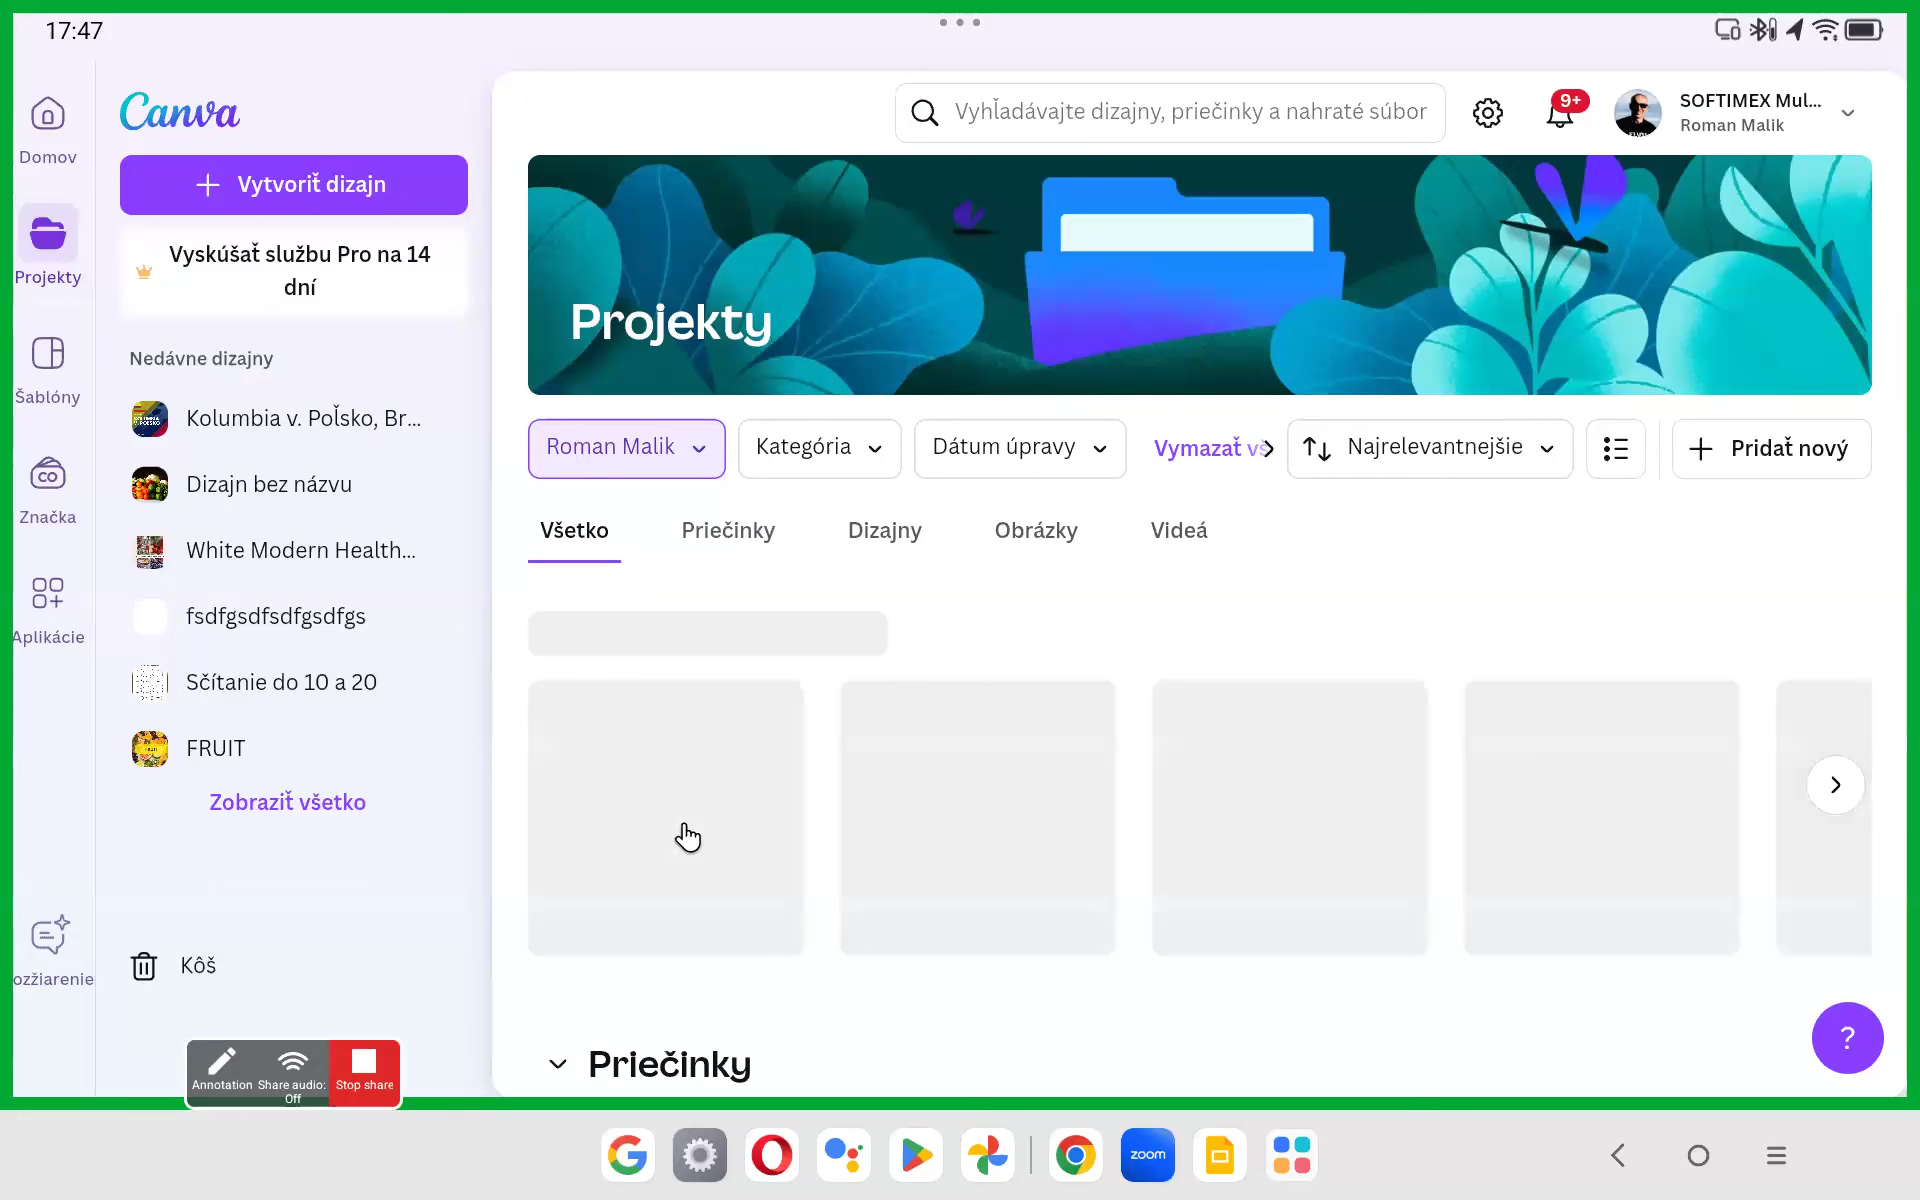 17:47
Domov
Projekty
Šablóny
CO
Značka
Aplikácie
ozžiarenie
Canva
Vytvoriť dizajn
Vyskúšať službu Pro na 14
dní
Nedávne dizajny
Kolumbia v. Poľsko, Br...
Dizajn bez názvu
White Modern Health...
fsdfgsdfsdfgsdfgs
Sčítanie do 10 a 20
FRUIT
Zobraziť všetko
Kôš
Annotation
Share audio:
Off
Stop share
Vyhľadávajte dizajny, priečinky a nahraté súbor
9+
SOFTIMEX Mul...
Roman Malik
Projekty
Roman Malik
Kategória
Dátum úpravy
Vymazať vš
Najrelevantnejšie
Pridať nový
Všetko
Priečinky
Dizajny
Obrázky
Videá
Priečinky
?
zoom